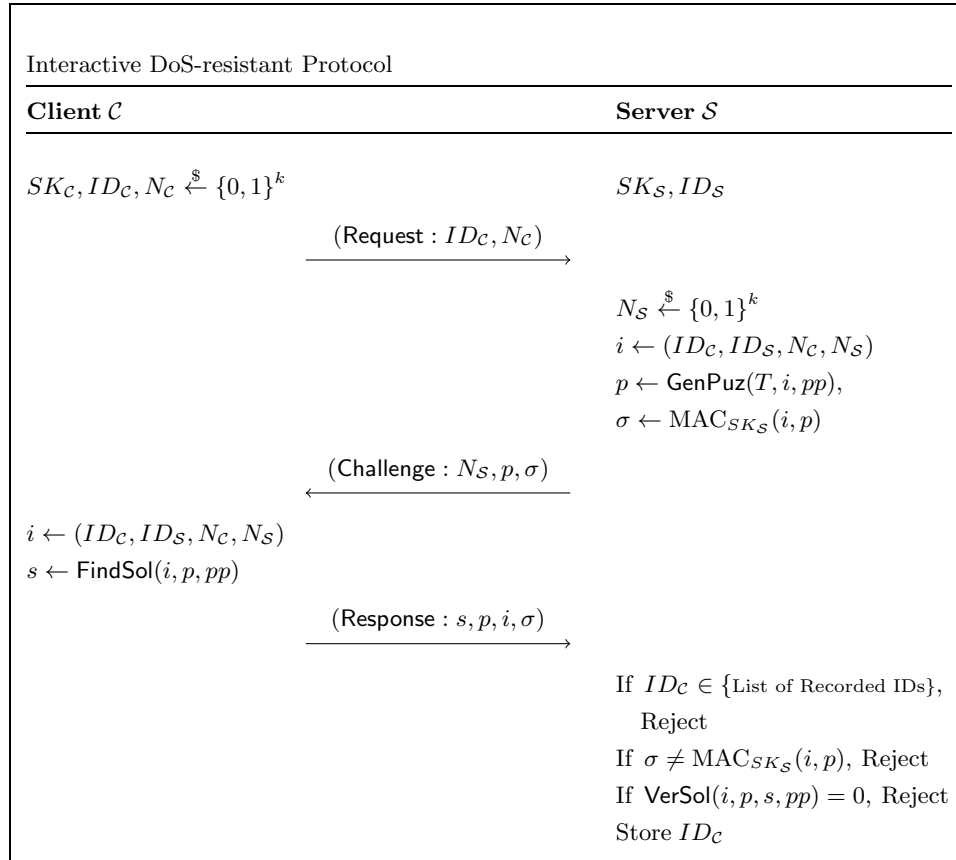 Interactive DoS-resistant Protocol
Client 𝒞 Server 𝒮
SK_𝒞, ID_𝒞, N_𝒞 ←$ {0, 1}^k SK_𝒮, ID_𝒮
(Request : ID_𝒞, N_𝒞)
N_𝒮 ←$ {0, 1}^k
i ← (ID_𝒞, ID_𝒮, N_𝒞, N_𝒮)
p ← GenPuz(T, i, pp),
σ ← MAC_{SK_𝒮}(i, p)
(Challenge : N_𝒮, p, σ)
i ← (ID_𝒞, ID_𝒮, N_𝒞, N_𝒮)
s ← FindSol(i, p, pp)
(Response : s, p, i, σ)
If ID_𝒞 ∈ {List of Recorded IDs},
Reject
If σ ≠ MAC_{SK_𝒮}(i, p), Reject
If VerSol(i, p, s, pp) = 0, Reject
Store ID_𝒞